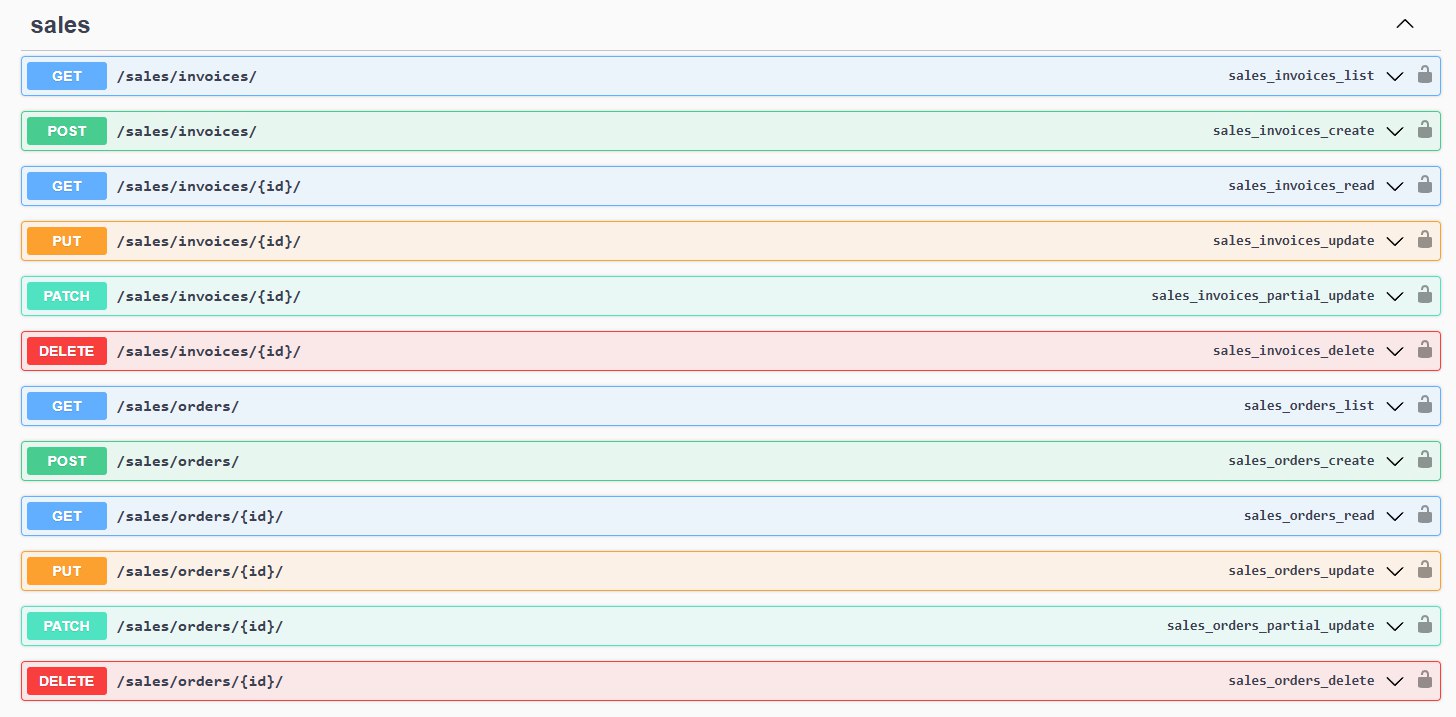 sales
GET /sales/invoices/ sales_invoices_list
POST /sales/invoices/ sales_invoices_create
GET /sales/invoices/{id}/ sales_invoices_read
PUT /sales/invoices/{id}/ sales_invoices_update
PATCH /sales/invoices/{id}/ sales_invoices_partial_update
DELETE /sales/invoices/{id}/ sales_invoices_delete
GET /sales/orders/ sales_orders_list
POST /sales/orders/ sales_orders_create
GET /sales/orders/{id}/ sales_orders_read
PUT /sales/orders/{id}/ sales_orders_update
PATCH /sales/orders/{id}/ sales_orders_partial_update
DELETE /sales/orders/{id}/ sales_orders_delete